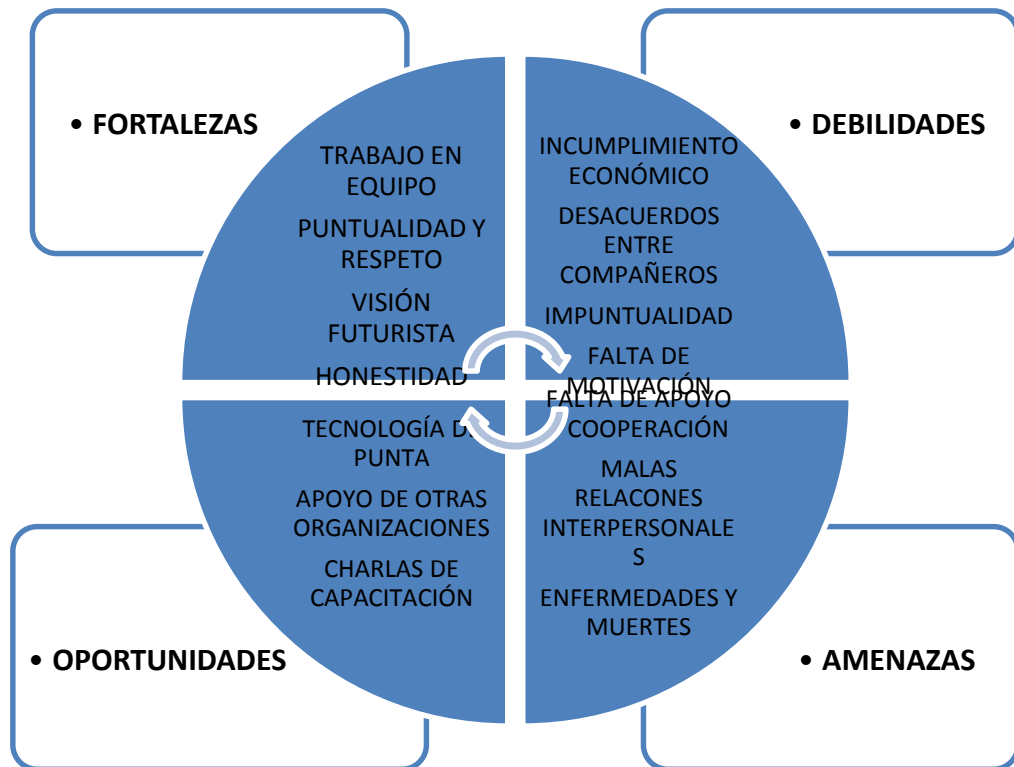 • FORTALEZAS
TRABAJO EN
EQUIPO
PUNTUALIDAD Y
RESPETO
VISIÓN
FUTURISTA
HONESTIDAD
• DEBILIDADES
INCUMPLIMIENTO
ECONÓMICO
DESACUERDOS
ENTRE
COMPAÑEROS
IMPUNTUALIDAD
FALTA DE
MOTIVACIÓN
TECNOLOGÍA DE
PUNTA
APOYO DE OTRAS
ORGANIZACIONES
CHARLAS DE
CAPACITACIÓN
• OPORTUNIDADES
FALTA DE APOYO
COOPERACIÓN
MALAS
RELACONES
INTERPERSONALE
S
ENFERMEDADES Y
MUERTES
• AMENAZAS